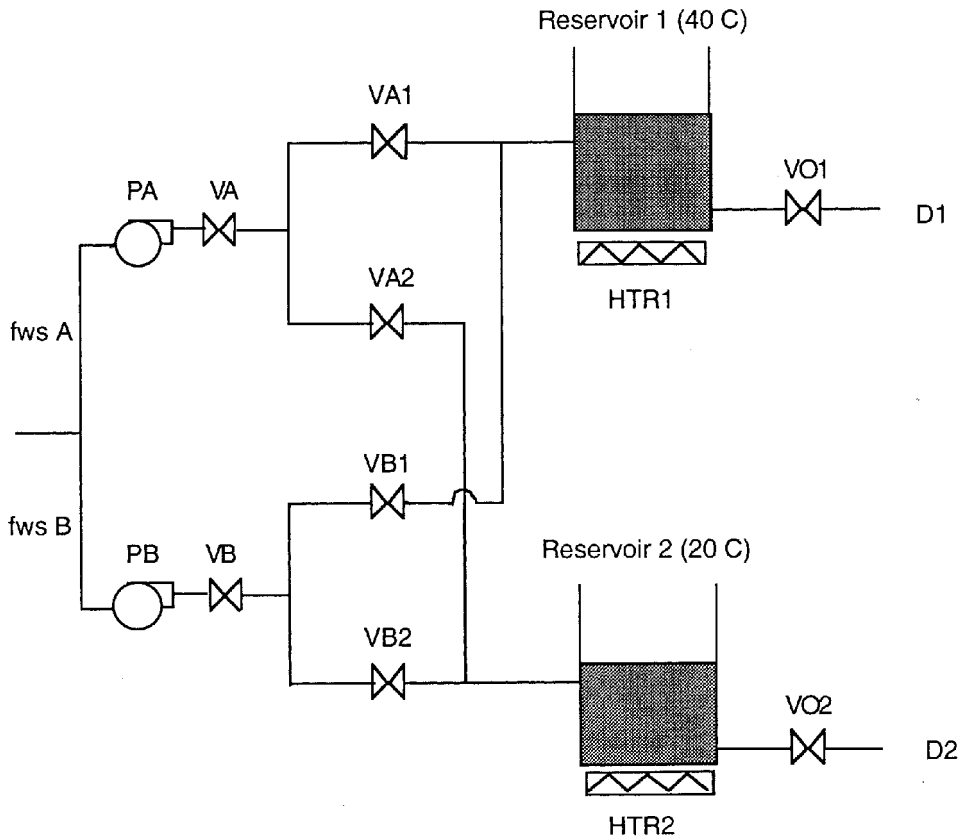 Reservoir 1 (40 C)
VA1
PA
VA
VO1
D1
VA2
HTR1
fws A
VB1
fws B
Reservoir 2 (20 C)
PB
VB
VB2
VO2
D2
HTR2